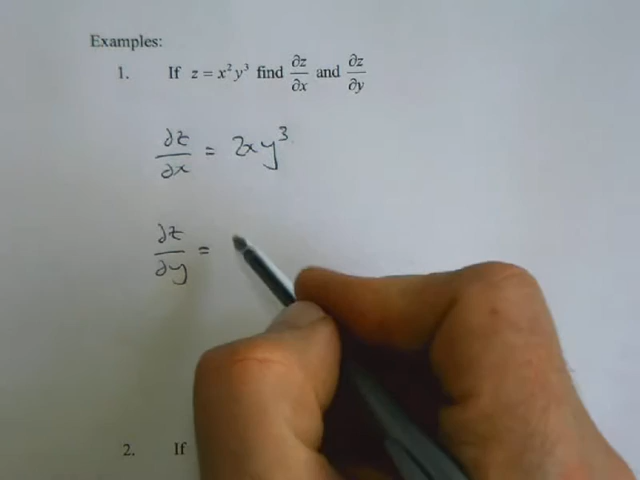 Examples:
1. If z = x²y³ find ∂z/∂x and ∂z/∂y
∂z/∂x = 2xy³
∂z/∂y =
2. If